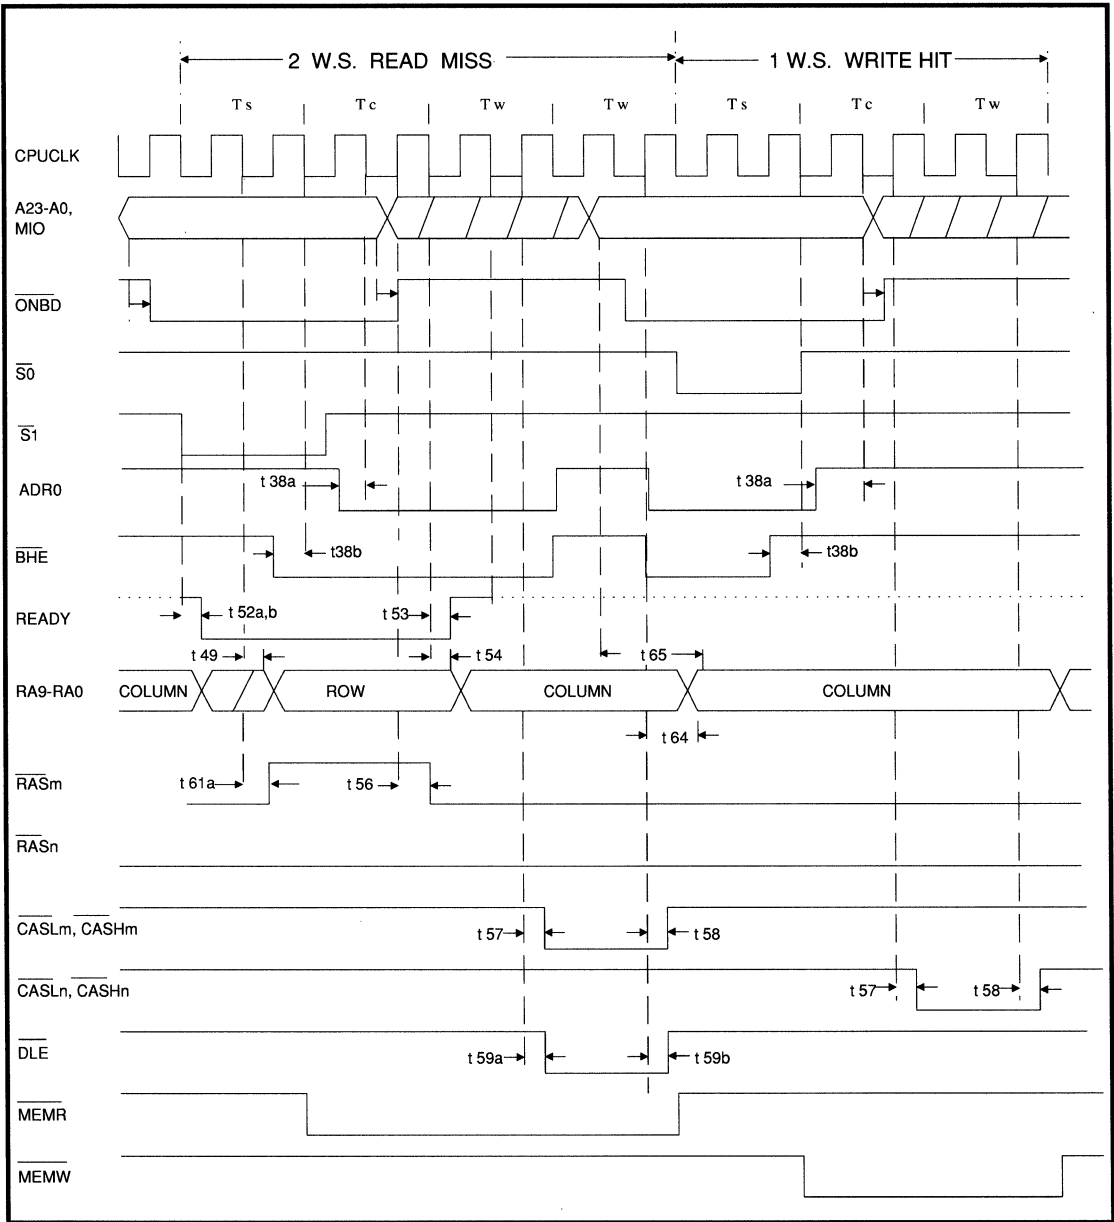 2 W.S. READ MISS 1 W.S. WRITE HIT
Ts Tc Tw Tw Ts Tc Tw
CPUCLK
A23-A0,
MIO
ONBD
S0
S1
ADR0 t 38a t 38a
BHE t38b t38b
READY t 52a,b t 53
t 49 t 54 t 65
RA9-RA0 COLUMN ROW COLUMN COLUMN
t 64
RASm t 61a t 56
RASn
CASLm, CASHm t 57 t 58
CASLn, CASHn t 57 t 58
DLE t 59a t 59b
MEMR
MEMW